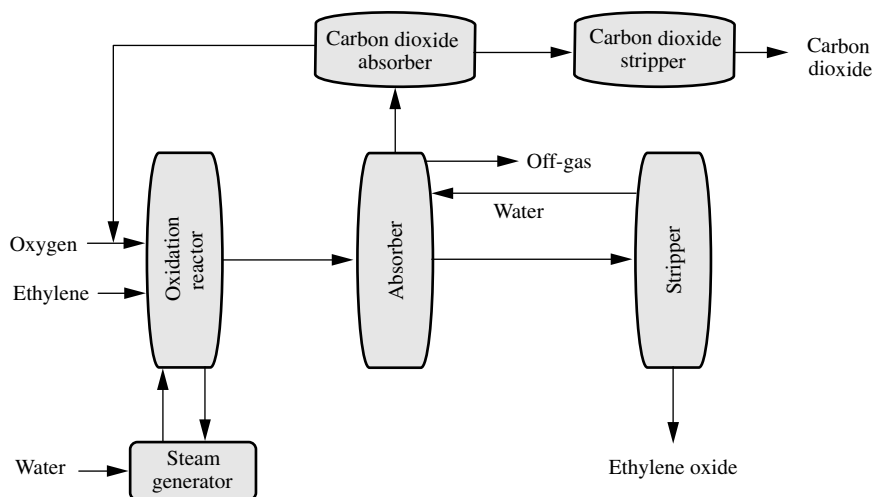 Carbon dioxide
absorber
Carbon dioxide
stripper
Carbon
dioxide
Off-gas
Water
Oxygen
Ethylene
Oxidation
reactor
Absorber
Stripper
Water
Steam
generator
Ethylene oxide